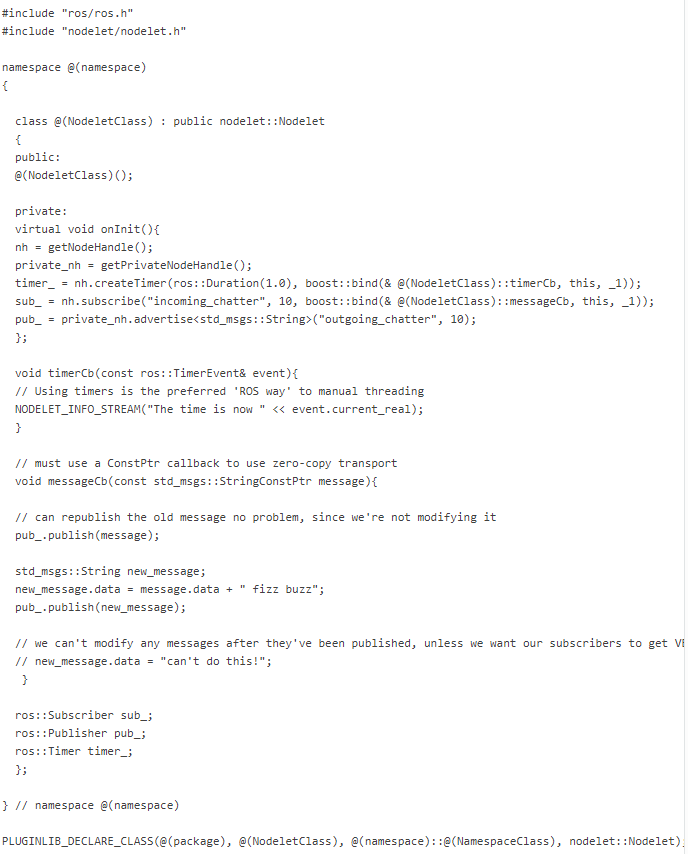 #include "ros/ros.h"
#include "nodelet/nodelet.h"

namespace @(namespace)
{

  class @(NodeletClass) : public nodelet::Nodelet
  {
  public:
  @(NodeletClass)();

  private:
  virtual void onInit(){
  nh = getNodeHandle();
  private_nh = getPrivateNodeHandle();
  timer_ = nh.createTimer(ros::Duration(1.0), boost::bind(& @(NodeletClass)::timerCb, this, _1));
  sub_ = nh.subscribe("incoming_chatter", 10, boost::bind(& @(NodeletClass)::messageCb, this, _1));
  pub_ = private_nh.advertise<std_msgs::String>("outgoing_chatter", 10);
  };

  void timerCb(const ros::TimerEvent& event){
  // Using timers is the preferred 'ROS way' to manual threading
  NODELET_INFO_STREAM("The time is now " << event.current_real);
  }

  // must use a ConstPtr callback to use zero-copy transport
  void messageCb(const std_msgs::StringConstPtr message){

  // can republish the old message no problem, since we're not modifying it
  pub_.publish(message);

  std_msgs::String new_message;
  new_message.data = message.data + " fizz buzz";
  pub_.publish(new_message);

  // we can't modify any messages after they've been published, unless we want our subscribers to get
  // new_message.data = "can't do this!";
   }

  ros::Subscriber sub_;
  ros::Publisher pub_;
  ros::Timer timer_;
  };

} // namespace @(namespace)

PLUGINLIB_DECLARE_CLASS(@(package), @(NodeletClass), @(namespace)::@(NamespaceClass), nodelet::Nodelet);